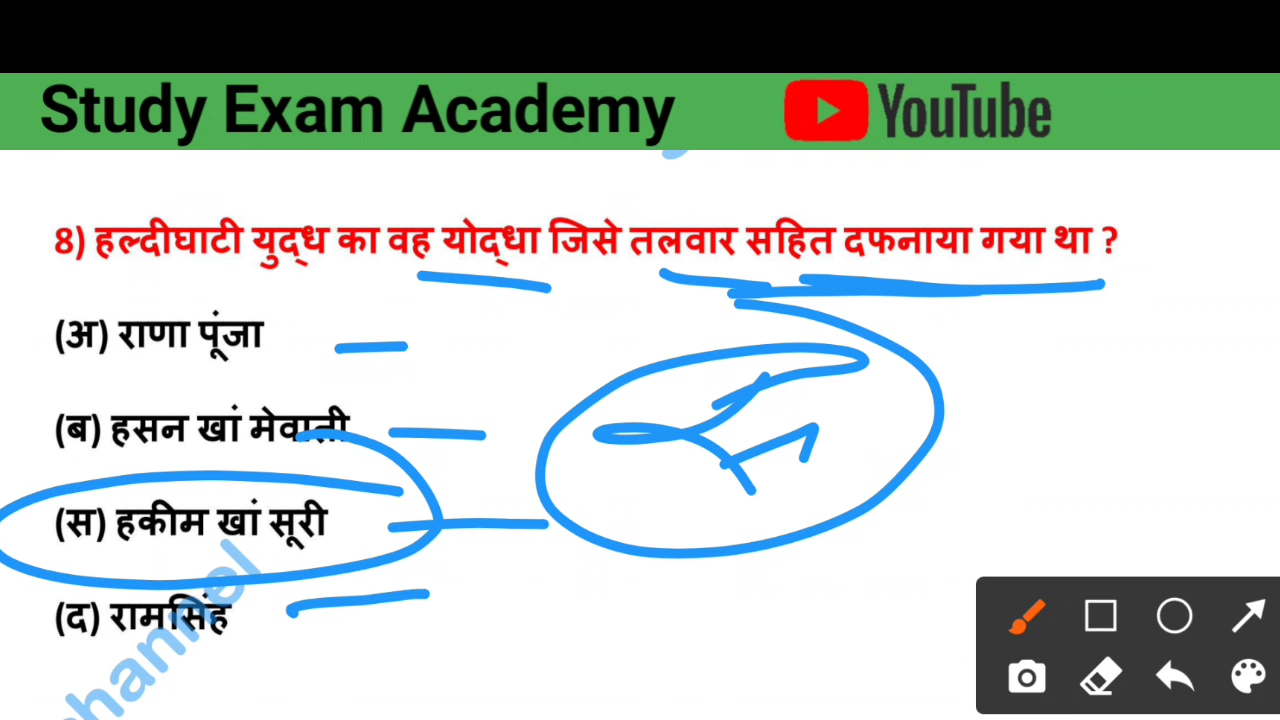 Study Exam Academy YouTube
8) हल्दीघाटी युद्ध का वह योद्धा जिसे तलवार सहित दफनाया गया था ?
(अ) राणा पूंजा
(ब) हसन खां मेवाती
(स) हकीम खां सूरी
(द) रामसिंह